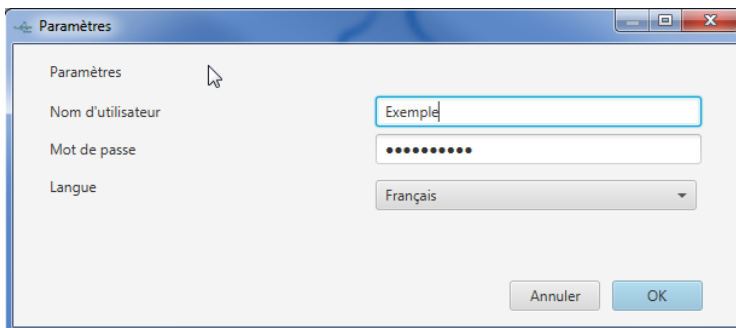 Paramètres
Paramètres
Nom d'utilisateur
Exemple
Mot de passe
••••••••••
Langue
Français
Annuler
OK